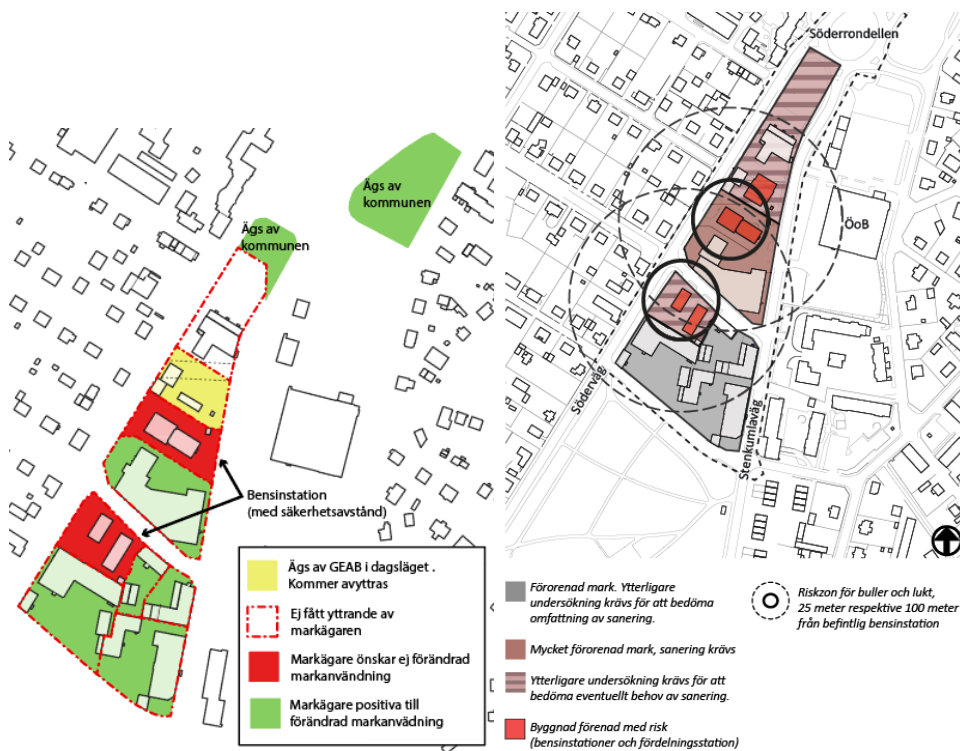 Ägs av
kommunen
Ägs av
kommunen
Bensinstation
(med säkerhetsavstånd)
Ägs av GEAB i dagsläget .
Kommer avyttras
Ej fått yttrande av
markägaren
Markägare önskar ej förändrad
markanvändning
Markägare positiva till
förändrad markanvädning
Söderrondellen
ÖoB
Söderväg
Stenkumlaväg
Förorenad mark. Ytterligare
undersökning krävs för att bedöma
omfattning av sanering.
Mycket förorenad mark, sanering krävs
Ytterligare undersökning krävs för att
bedöma eventuellt behov av sanering.
Byggnad förenad med risk
(bensinstationer och fördelningsstation)
Riskzon för buller och lukt,
25 meter respektive 100 meter
från befintlig bensinstation